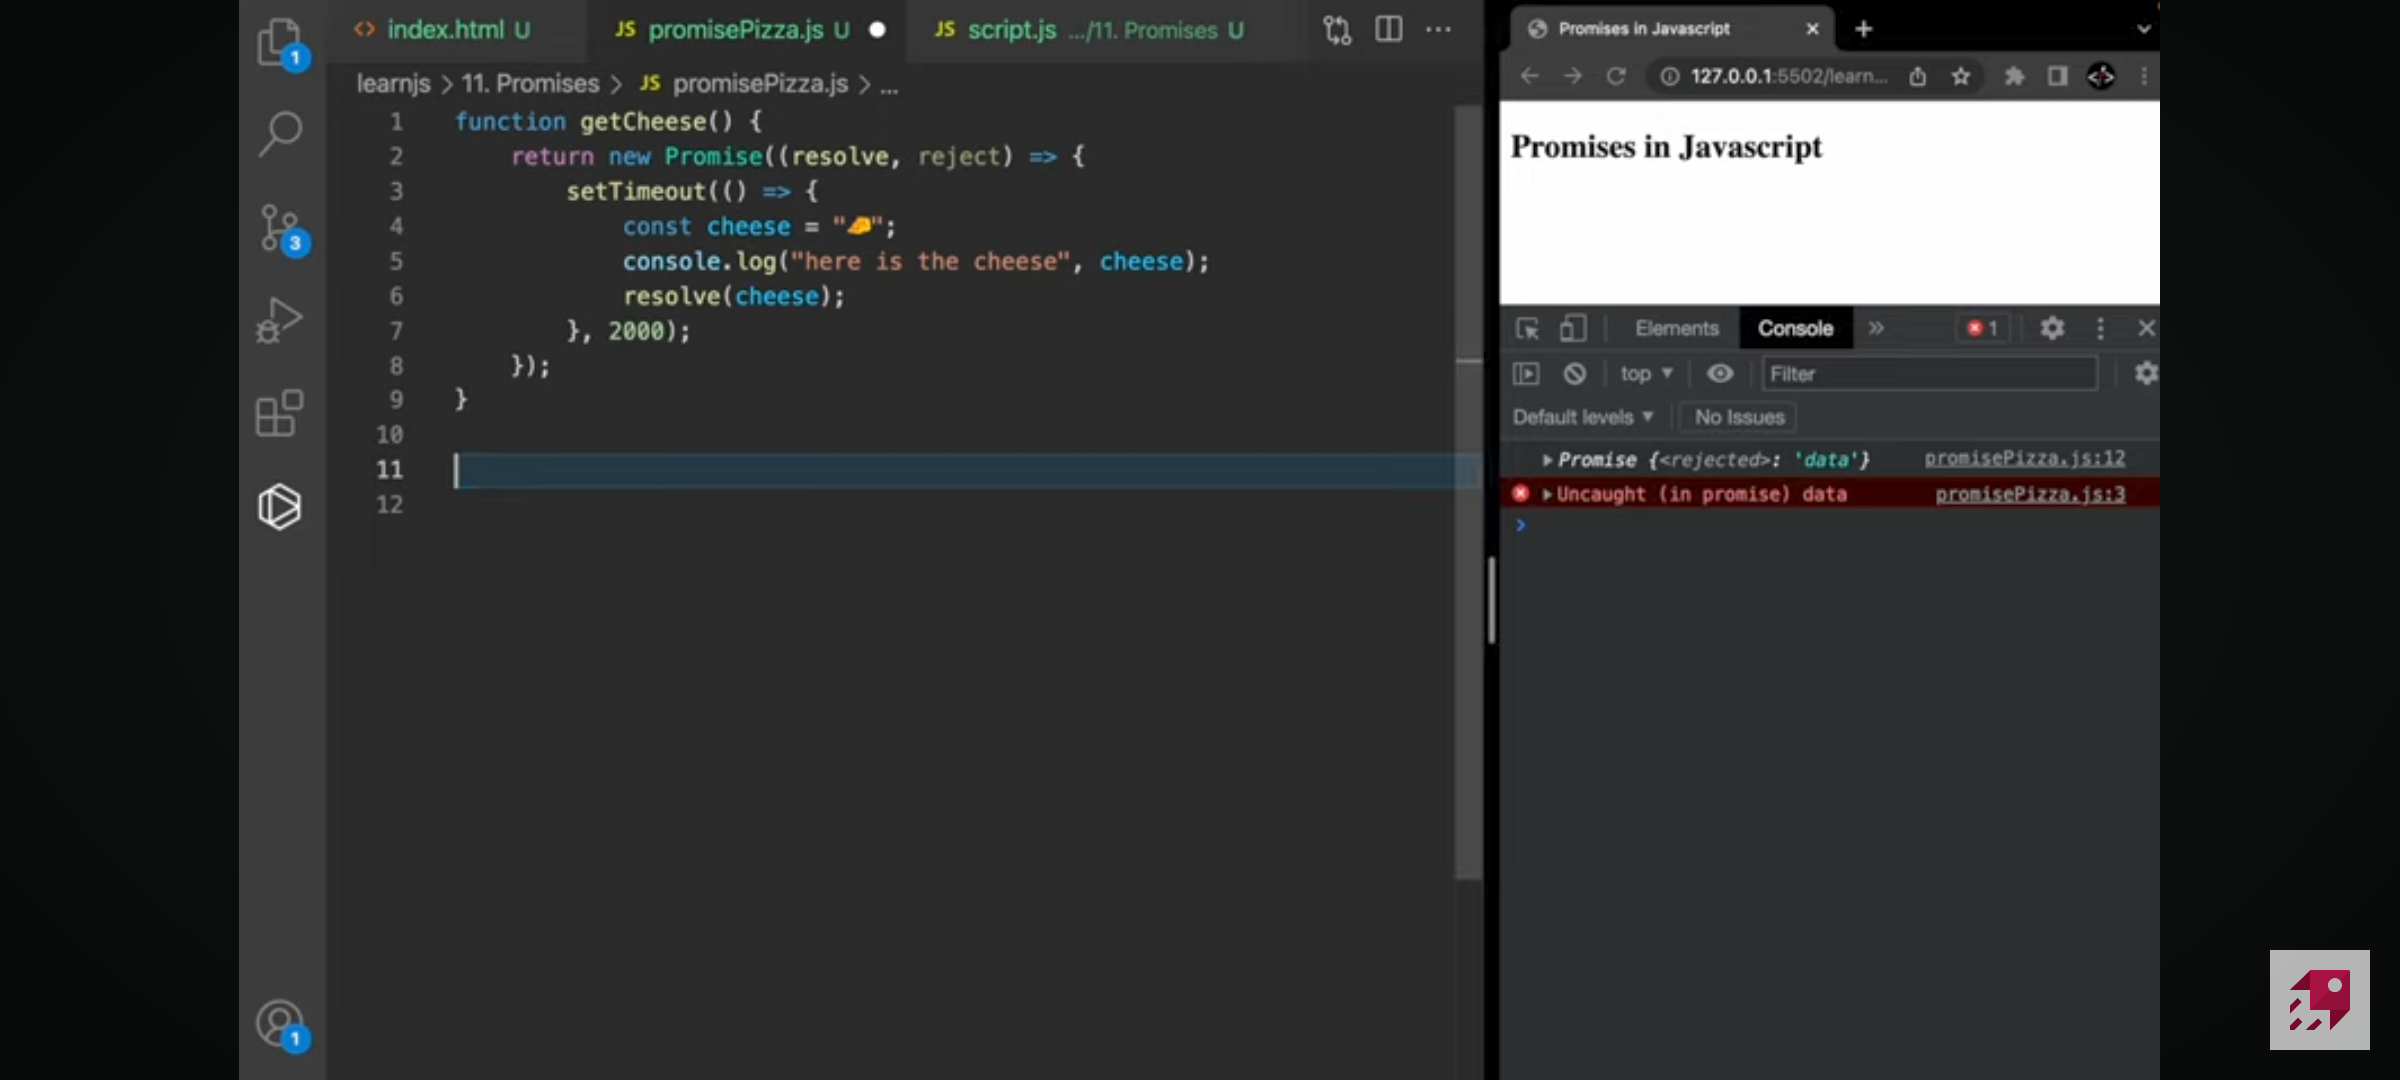 index.html U
JS promisePizza.js U
JS script.js .../11. Promises U
learnjs > 11. Promises > JS promisePizza.js > ...
1 function getCheese() {
2 return new Promise((resolve, reject) => {
3 setTimeout(() => {
4 const cheese = "🧀";
5 console.log("here is the cheese", cheese);
6 resolve(cheese);
7 }, 2000);
8 });
9 }
10
11
12
1
3
1
Promises in Javascript
127.0.0.1:5502/learn...
Promises in Javascript
Elements Console 1
top Filter
Default levels No Issues
Promise {<rejected>: 'data'} promisePizza.js:12
Uncaught (in promise) data promisePizza.js:3